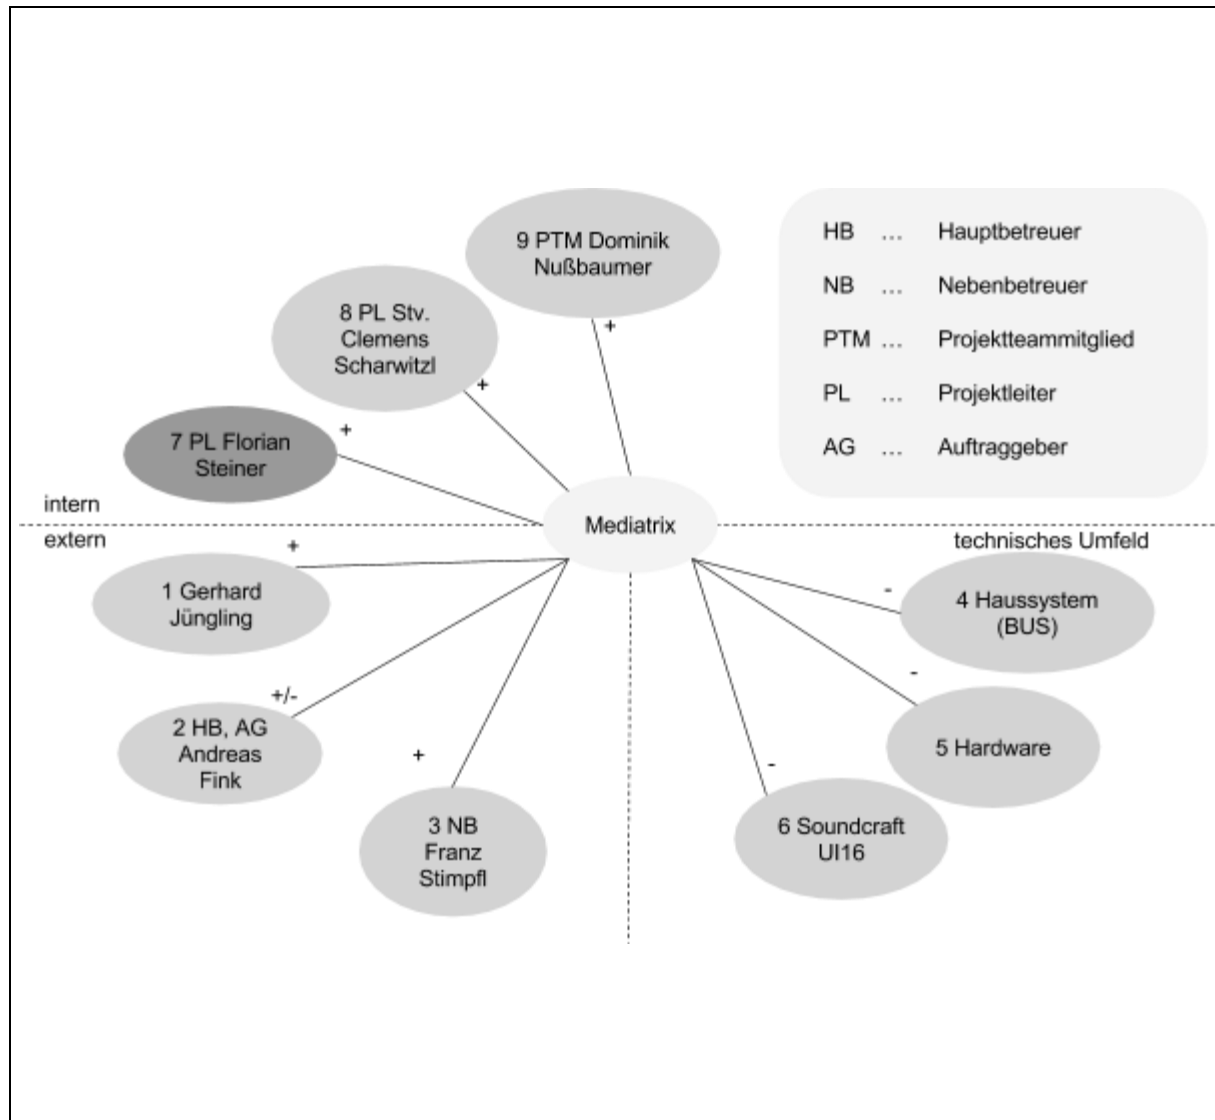 9 PTM Dominik
Nußbaumer
8 PL Stv.
Clemens
Scharwitzl
+
+
7 PL Florian
Steiner
+
HB ... Hauptbetreuer
NB ... Nebenbetreuer
PTM ... Projektteammitglied
PL ... Projektleiter
AG ... Auftraggeber
intern
Mediatrix
extern
technisches Umfeld
+
1 Gerhard
Jüngling
-
4 Haussystem
(BUS)
+/-
2 HB, AG
Andreas
Fink
-
5 Hardware
+
3 NB
Franz
Stimpfl
-
6 Soundcraft
UI16